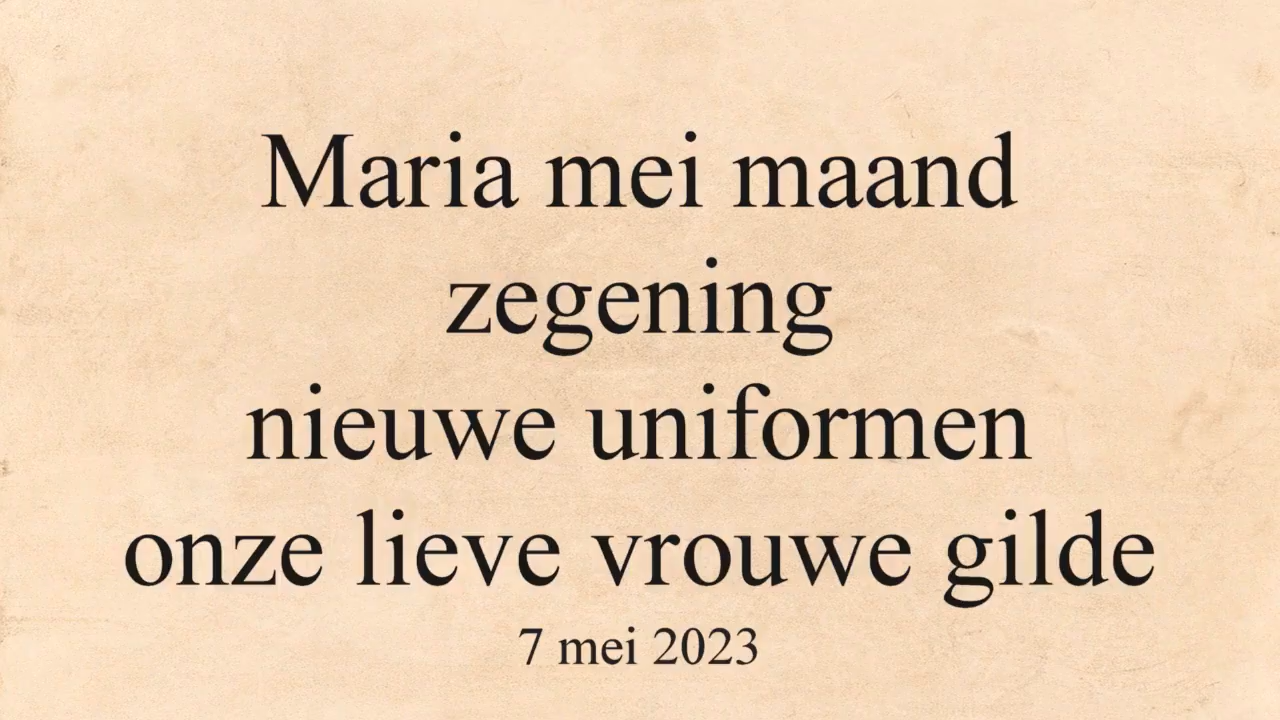 Maria mei maand
zegening
nieuwe uniformen
onze lieve vrouwe gilde
7 mei 2023